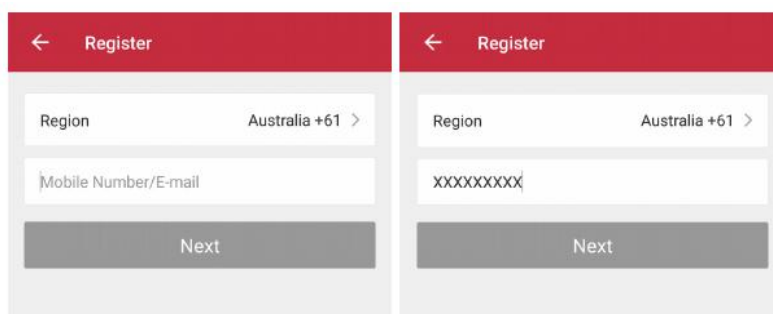 Register
Region Australia +61
Mobile Number/E-mail
Next
Register
Region Australia +61
XXXXXXXXX
Next